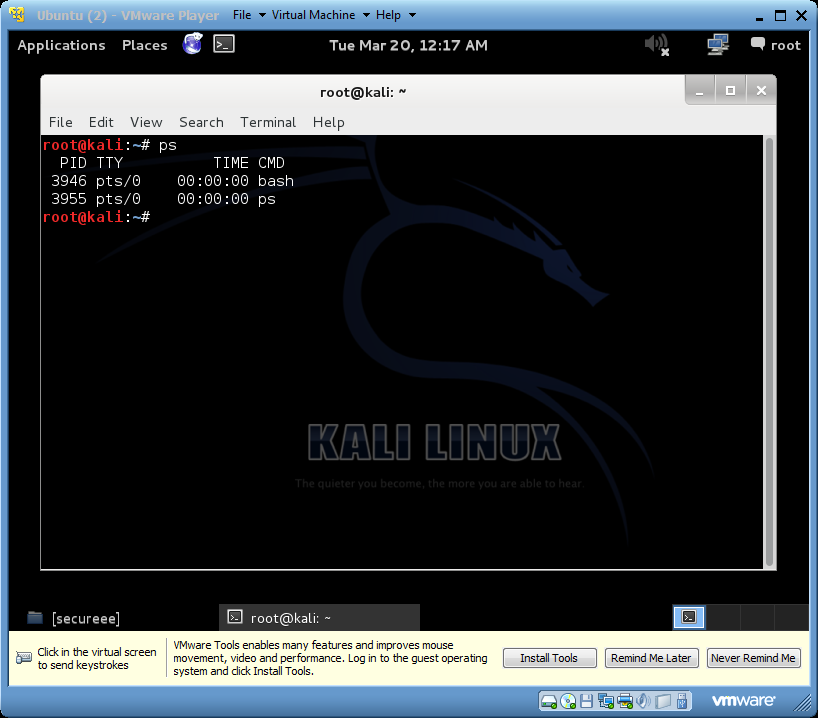 Ubuntu (2) - VMware Player File Virtual Machine Help
Applications Places Tue Mar 20, 12:17 AM root
root@kali: ~
File Edit View Search Terminal Help
root@kali:~# ps
PID TTY TIME CMD
3946 pts/0 00:00:00 bash
3955 pts/0 00:00:00 ps
root@kali:~#
KALI LINUX
The quieter you become, the more you are able to hear.
[secureee] root@kali: ~
Click in the virtual screen
to send keystrokes
VMware Tools enables many features and improves mouse
movement, video and performance. Log in to the guest operating
system and click Install Tools.
Install Tools Remind Me Later Never Remind Me
vmware